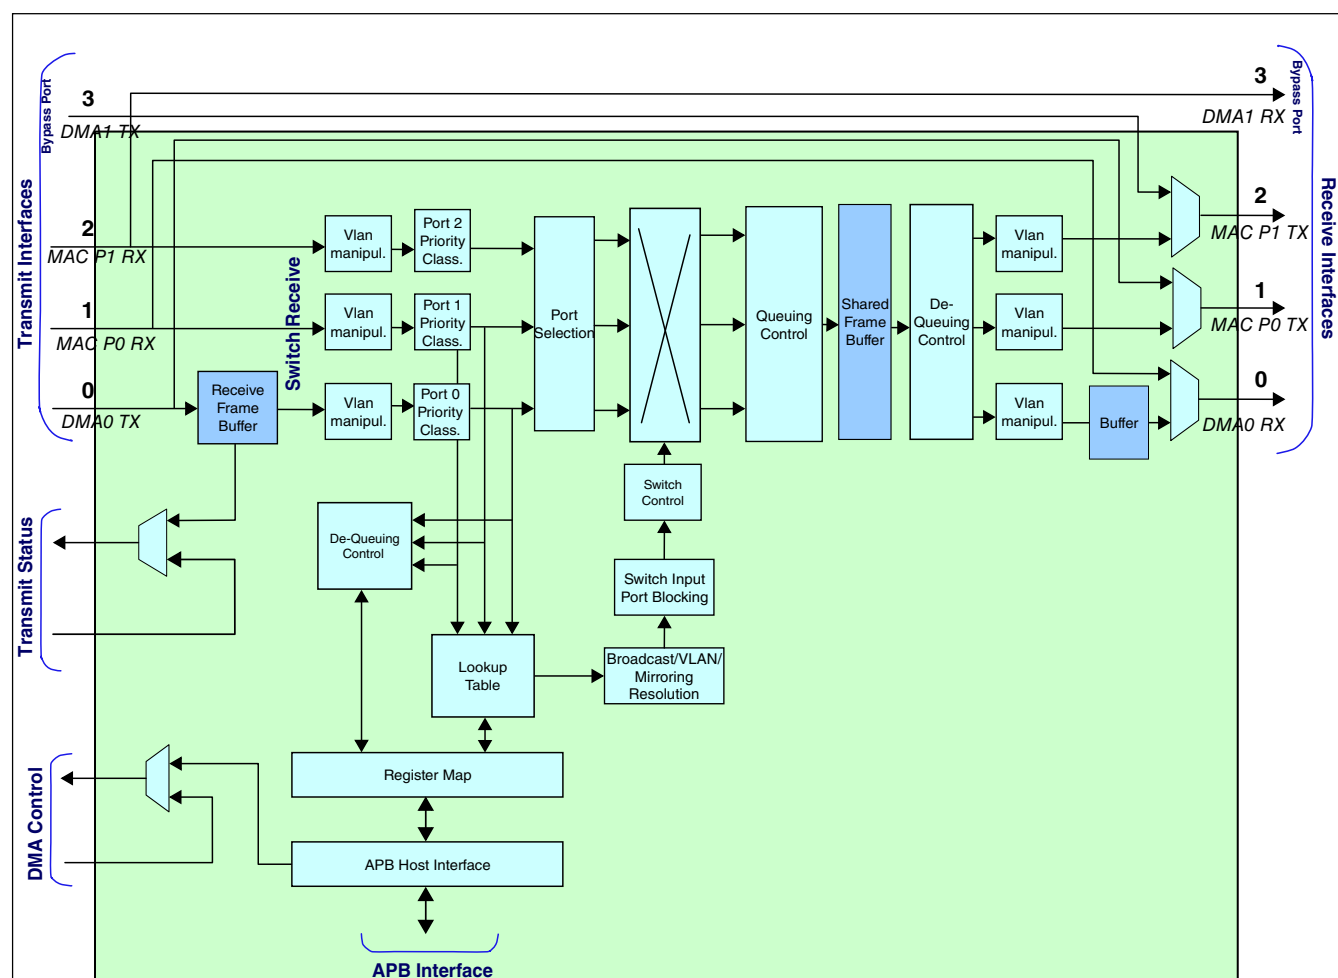 Bypass Port
3
DMA1 TX
3
Bypass Port
DMA1 RX
Transmit Interfaces
2
MAC P1 RX
1
MAC P0 RX
0
DMA0 TX
Switch Receive
Receive
Frame
Buffer
Vlan
manipul.
Port 2
Priority
Class.
Vlan
manipul.
Port 1
Priority
Class.
Vlan
manipul.
Port 0
Priority
Class.
Port
Selection
Queuing
Control
Shared
Frame
Buffer
De-
Queuing
Control
Vlan
manipul.
Vlan
manipul.
Vlan
manipul.
Buffer
2
MAC P1 TX
1
MAC P0 TX
0
DMA0 RX
Receive Interfaces
Switch
Control
Transmit Status
De-Queuing
Control
Switch Input
Port Blocking
Lookup
Table
Broadcast/VLAN/
Mirroring
Resolution
DMA Control
Register Map
APB Host Interface
APB Interface